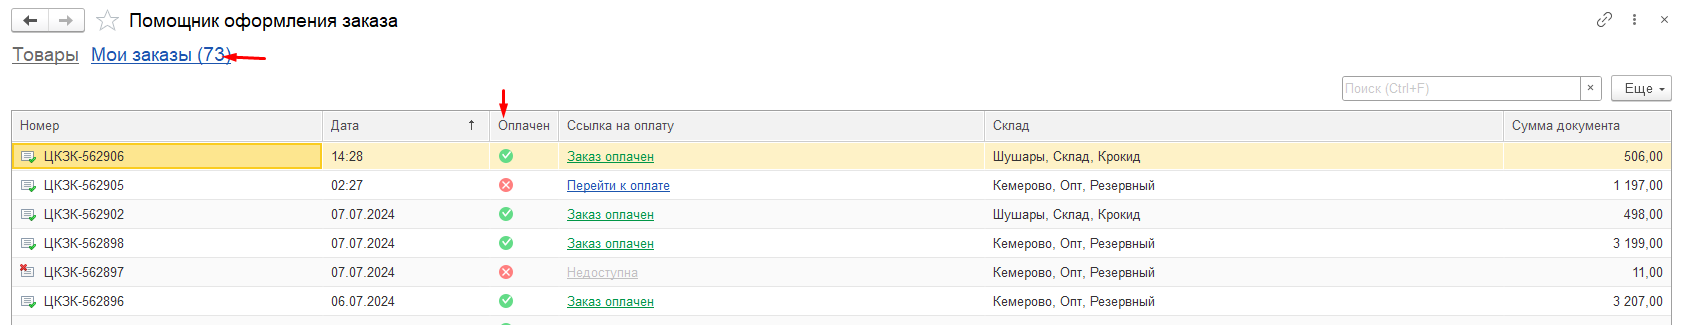 Помощник оформления заказа
Товары Мои заказы (73)
Поиск (Ctrl+F) × Еще
Номер Дата ↑ Оплачен Ссылка на оплату Склад Сумма документа
ЦКЗК-562906 14:28 Заказ оплачен Шушары, Склад, Крокид 506,00
ЦКЗК-562905 02:27 Перейти к оплате Кемерово, Опт, Резервный 1 197,00
ЦКЗК-562902 07.07.2024 Заказ оплачен Шушары, Склад, Крокид 498,00
ЦКЗК-562898 07.07.2024 Заказ оплачен Кемерово, Опт, Резервный 3 199,00
ЦКЗК-562897 07.07.2024 Недоступна Кемерово, Опт, Резервный 11,00
ЦКЗК-562896 06.07.2024 Заказ оплачен Кемерово, Опт, Резервный 3 207,00